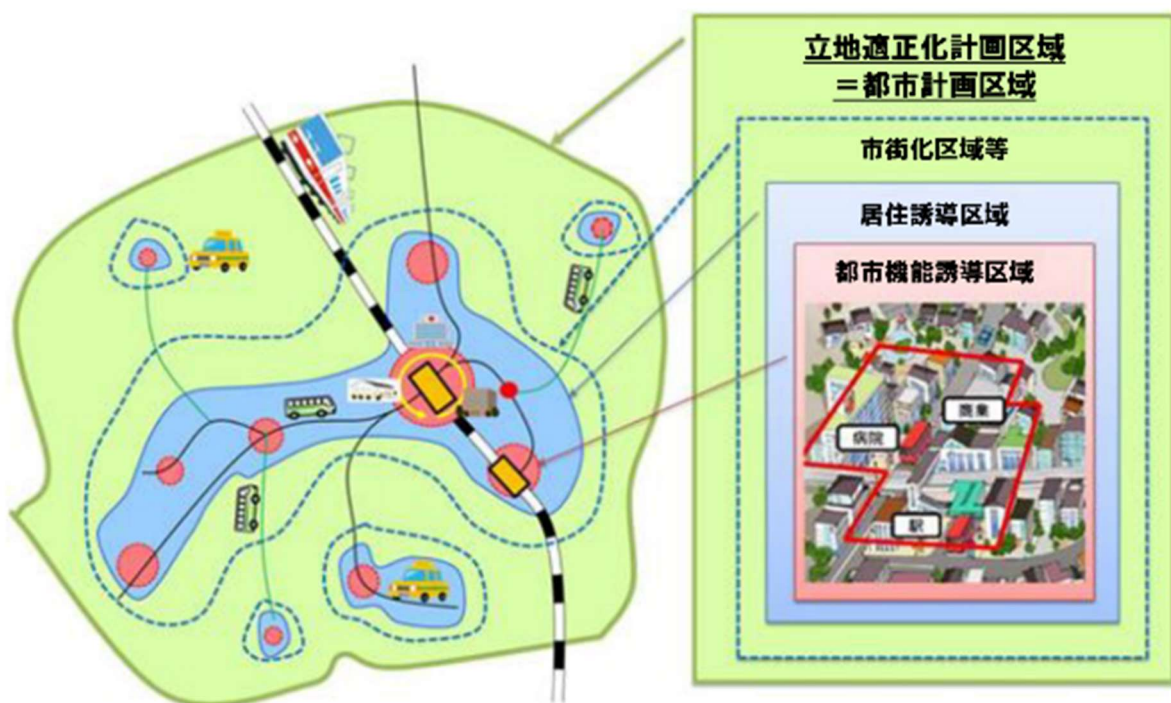 立地適正化計画区域
＝都市計画区域
市街化区域等
居住誘導区域
都市機能誘導区域
商業
病院
駅